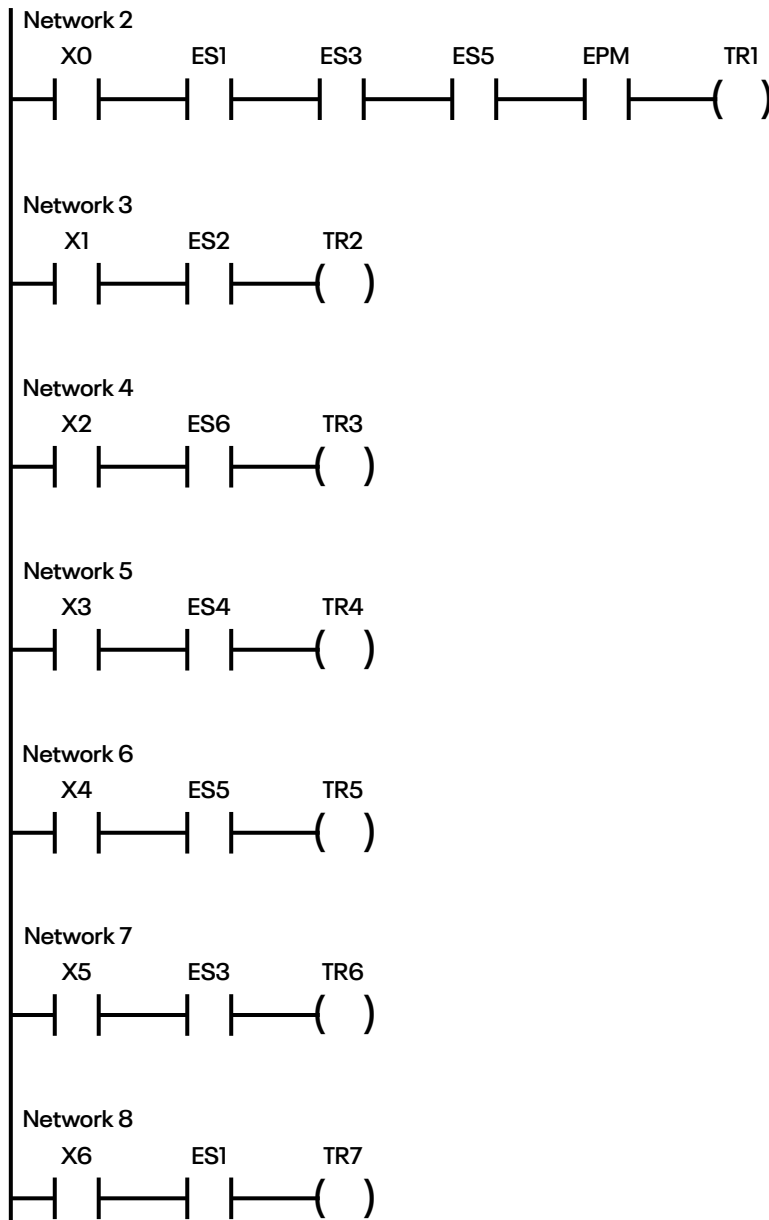 Network 2
X0 ES1 ES3 ES5 EPM TR1
Network 3
X1 ES2 TR2
Network 4
X2 ES6 TR3
Network 5
X3 ES4 TR4
Network 6
X4 ES5 TR5
Network 7
X5 ES3 TR6
Network 8
X6 ES1 TR7